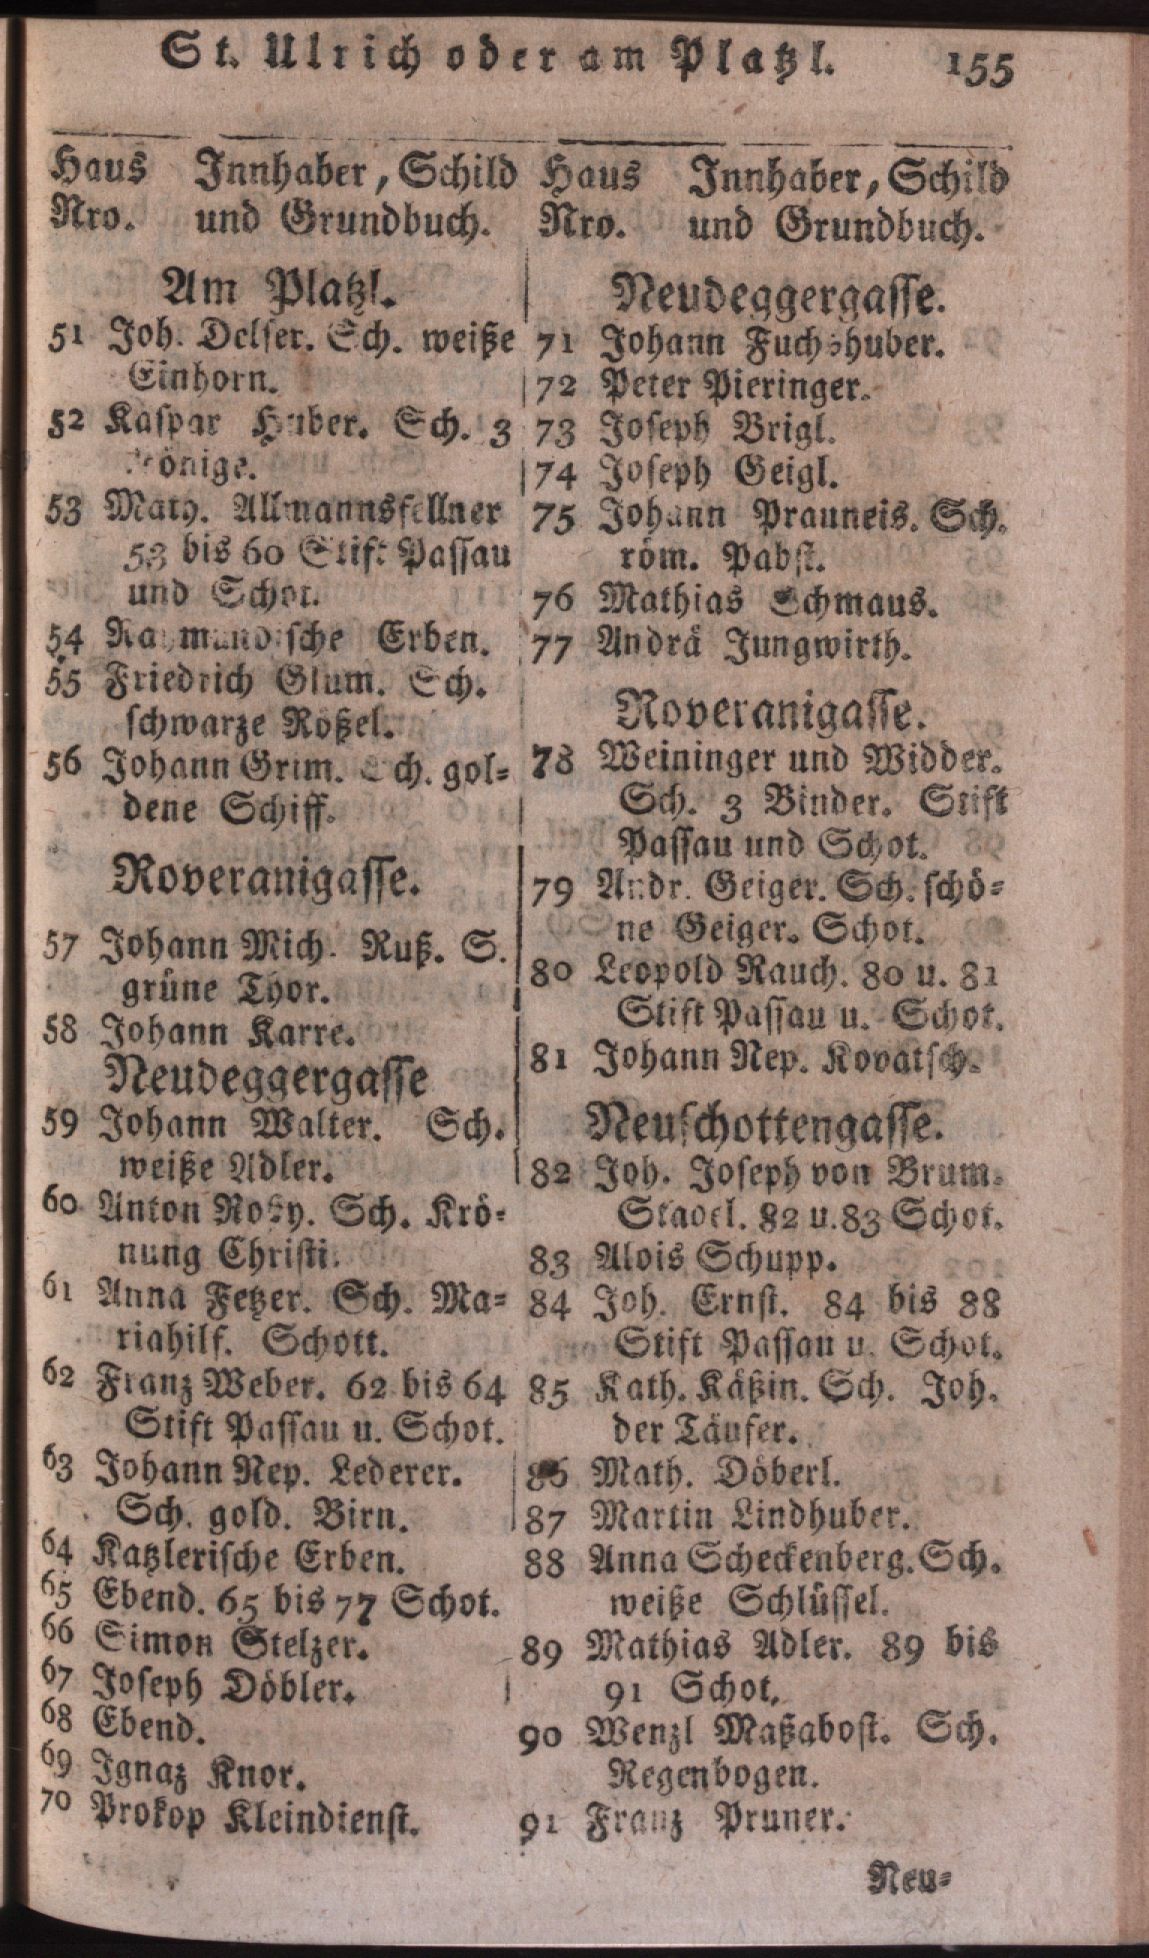 St. Ulrich oder am Platzl. 155
Haus Innhaber, Schild
Nro. und Grundbuch.
Am Platzl.
51 Joh. Oelser. Sch. weiße
Einhorn.
52 Kaspar Huber. Sch. 3
Könige.
53 Math. Allmannsfellner
53 bis 60 Stift Passau
und Schot.
54 Raymundische Erben.
55 Friedrich Glum. Sch.
schwarze Rößel.
56 Johann Grim. Sch. gol=
dene Schiff.
Roveranigasse.
57 Johann Mich. Ruß. S.
grüne Thor.
58 Johann Karre.
Neudeggergasse
59 Johann Walter. Sch.
weiße Adler.
60 Anton Sch. Krö=
nung Christi.
61 Anna Fetzer. Sch. Ma=
riahilf. Schott.
62 Franz Weber. 62 bis 64
Stift Passau u. Schot.
63 Johann Nep. Lederer.
Sch. gold. Birn.
64 Katzlerische Erben.
65 Ebend. 65 bis 77 Schot.
66 Simon Stelzer.
67 Joseph Döbler.
68 Ebend.
69 Ignaz Knor.
70 Prokop Kleindienst.
Haus Innhaber, Schild
Nro. und Grundbuch.
Neudeggergasse.
71 Johann Fuchshuber.
72 Peter Pieringer.
73 Joseph Brigl.
74 Joseph Geigl.
75 Johann Prauneis. Sch.
röm. Pabst.
76 Mathias Schmaus.
77 Andrä Jungwirth.
Roveranigasse.
78 Weininger und Widder.
Sch. 3 Binder. Stift
Passau und Schot.
79 Andr. Geiger. Sch. schö=
ne Geiger. Schot.
80 Leopold Rauch. 80 u. 81
Stift Passau u. Schot.
81 Johann Nep. Kovatsch.
Neuschottengasse.
82 Joh. Joseph von Brum=
Stadel. 82 u. 83 Schot.
83 Alois Schupp.
84 Joh. Ernst. 84 bis 88
Stift Passau u. Schot.
85 Kath. Käßin. Sch. Joh.
der Täufer.
86 Math. Döberl.
87 Martin Lindhuber.
88 Anna Scheckenberg. Sch.
weiße Schlüssel.
89 Mathias Adler. 89 bis
91 Schot.
90 Wenzl Maßabost. Sch.
Regenbogen.
91 Franz Pruner.
Neu=